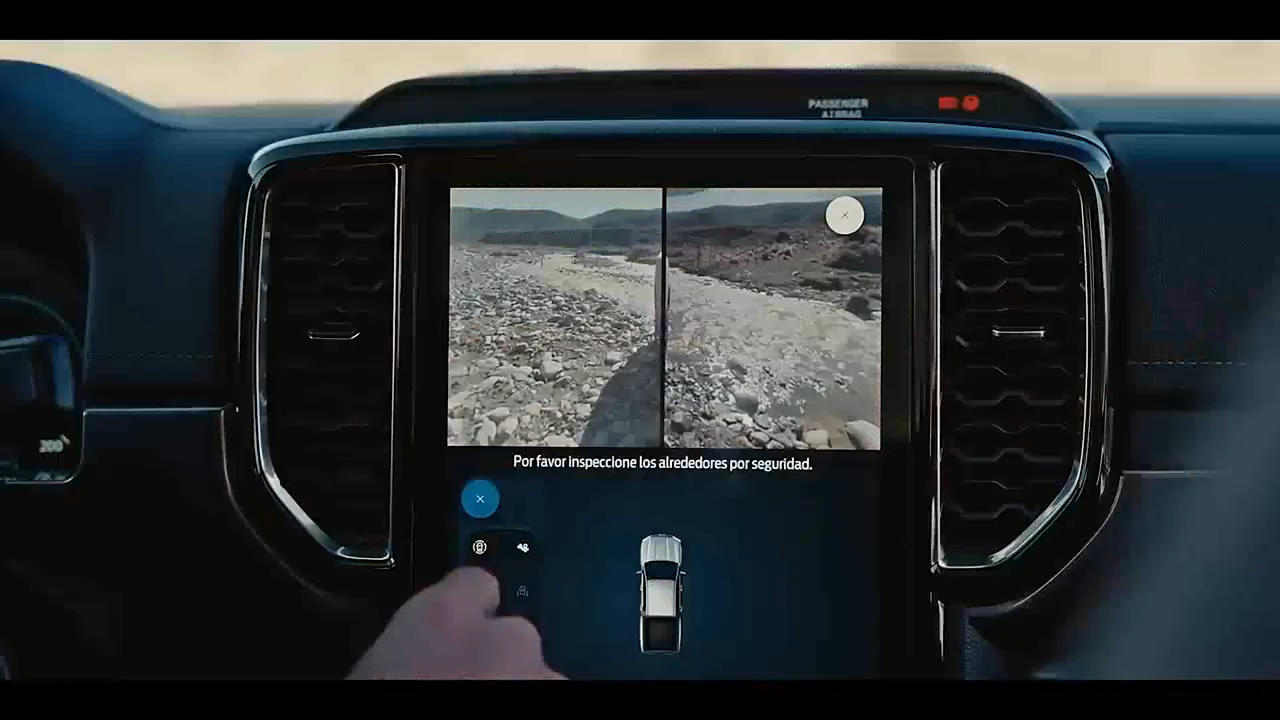 PASSENGER
AIRBAG
Por favor inspeccione los alrededores por seguridad.
200